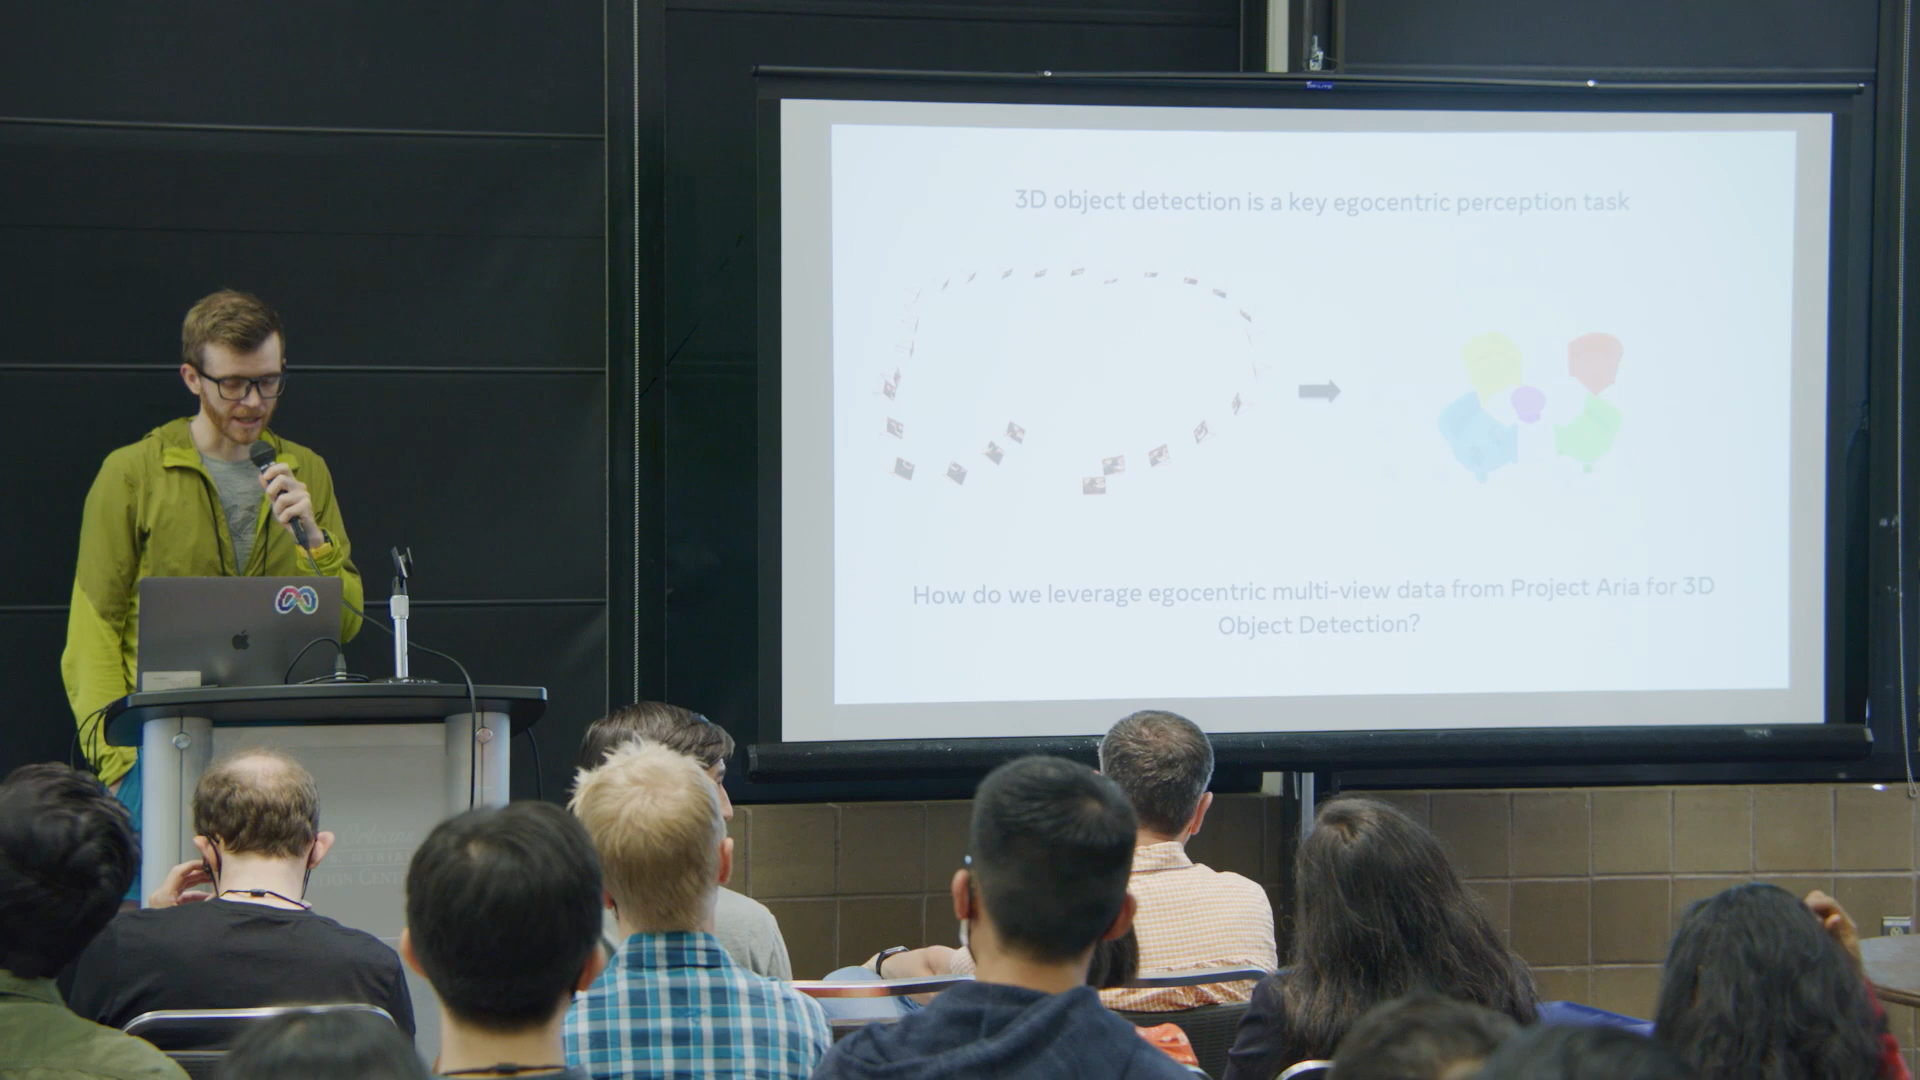 3D object detection is a key egocentric perception task
How do we leverage egocentric multi-view data from Project Aria for 3D
Object Detection?